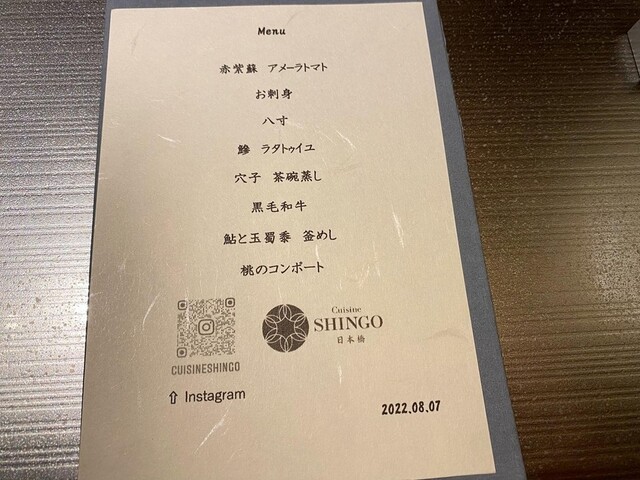 Menu
赤紫蘇 アメーラトマト
お刺身
八寸
鰺 ラタトゥイユ
穴子 茶碗蒸し
黒毛和牛
鮎と玉蜀黍 釜めし
桃のコンポート
Cuisine
SHINGO
日本橋
CUISINESHINGO
⇧ Instagram
2022.08.07